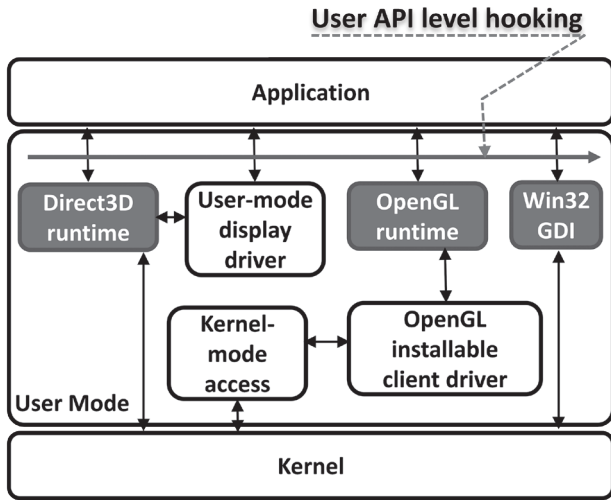 User API level hooking
Application
Direct3D
runtime
User-mode
display
driver
OpenGL
runtime
Win32
GDI
Kernel-
mode
access
OpenGL
installable
client driver
User Mode
Kernel